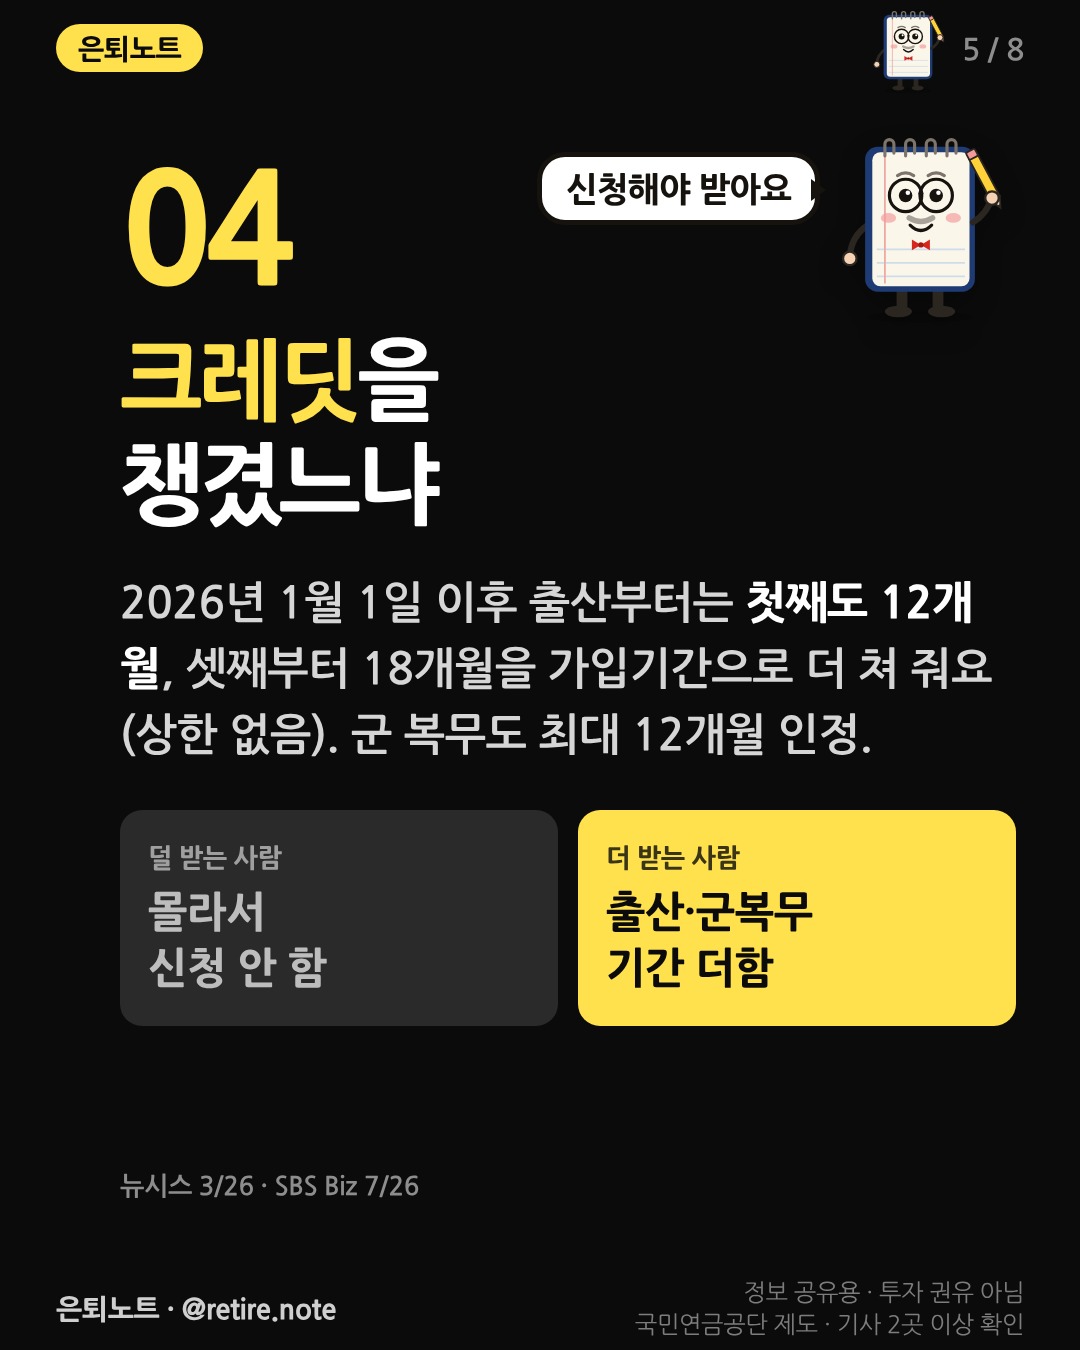 은퇴노트
5 / 8
04
신청해야 받아요
크레딧을
챙겼느냐
2026년 1월 1일 이후 출산부터는 첫째도 12개
월, 셋째부터 18개월을 가입기간으로 더 쳐 줘요
(상한 없음). 군 복무도 최대 12개월 인정.
덜 받는 사람
몰라서
신청 안 함
더 받는 사람
출산·군복무
기간 더함
뉴시스 3/26 · SBS Biz 7/26
은퇴노트 · @retire.note
정보 공유용 · 투자 권유 아님
국민연금공단 제도 · 기사 2곳 이상 확인